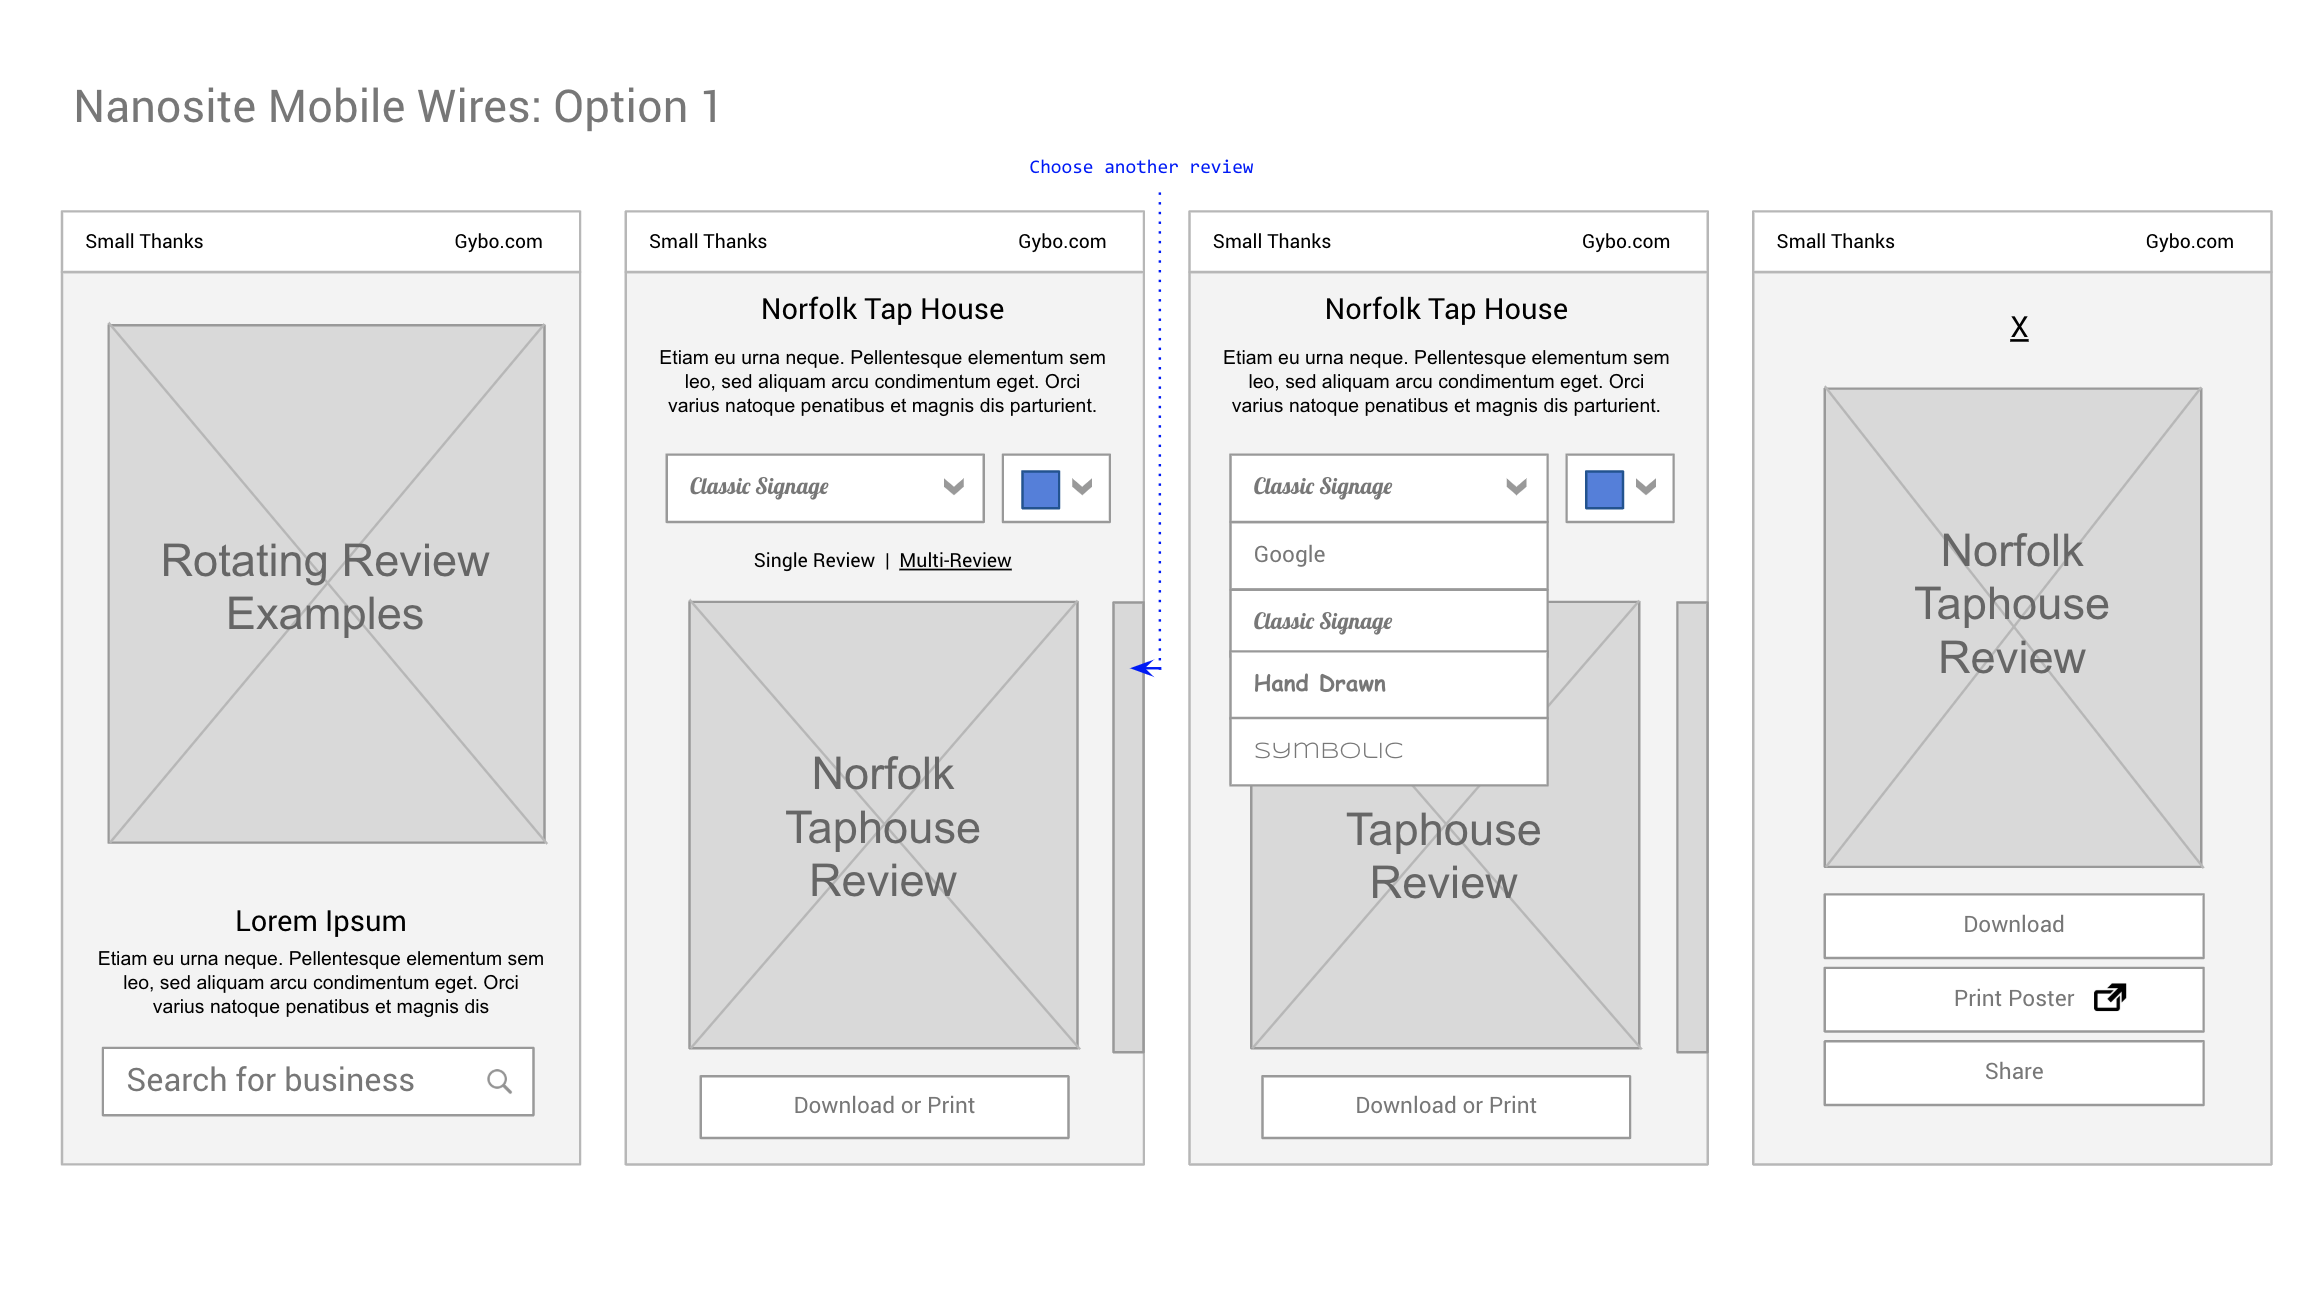 Nanosite Mobile Wires: Option 1
Choose another review
Small Thanks Gybo.com
Rotating Review
Examples
Lorem Ipsum
Etiam eu urna neque. Pellentesque elementum sem
leo, sed aliquam arcu condimentum eget. Orci
varius natoque penatibus et magnis dis
Search for business
Small Thanks Gybo.com
Norfolk Tap House
Etiam eu urna neque. Pellentesque elementum sem
leo, sed aliquam arcu condimentum eget. Orci
varius natoque penatibus et magnis dis parturient.
Classic Signage
Single Review | Multi-Review
Norfolk
Taphouse
Review
Download or Print
Small Thanks Gybo.com
Norfolk Tap House
Etiam eu urna neque. Pellentesque elementum sem
leo, sed aliquam arcu condimentum eget. Orci
varius natoque penatibus et magnis dis parturient.
Classic Signage
Google
Classic Signage
Hand Drawn
SYMBOLIC
Taphouse
Review
Download or Print
Small Thanks Gybo.com
X
Norfolk
Taphouse
Review
Download
Print Poster
Share